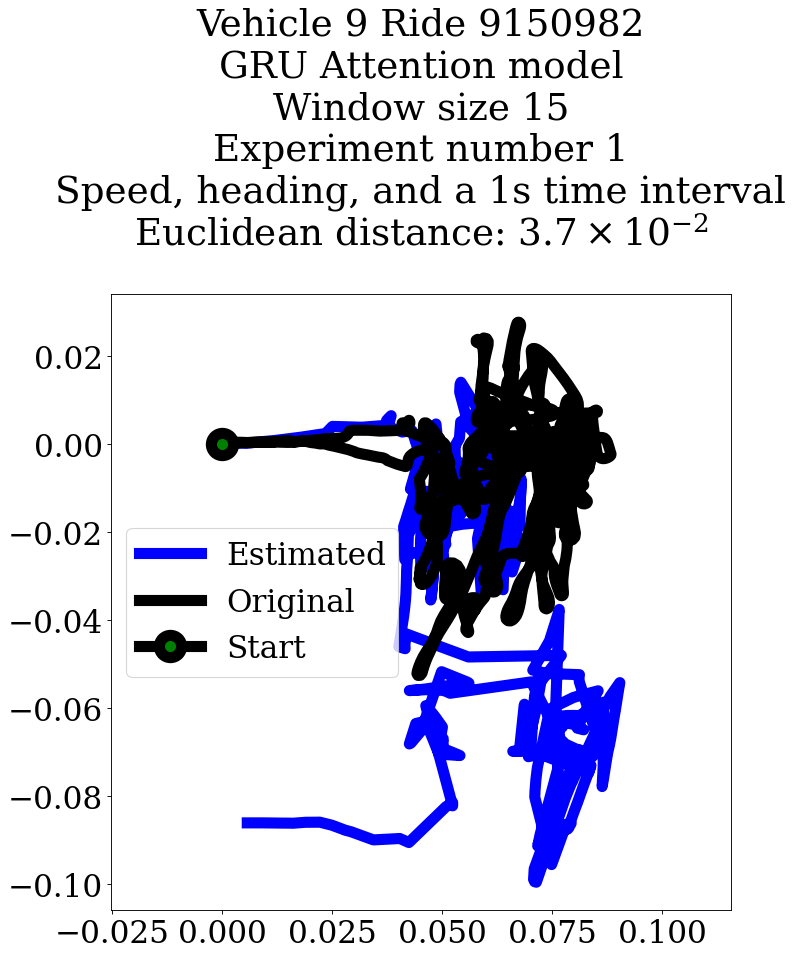 Vehicle 9 Ride 9150982
GRU Attention model
Window size 15
Experiment number 1
Speed, heading, and a 1s time interval
Euclidean distance: 3.7 × 10⁻²
0.02
0.00
−0.02
−0.04
−0.06
−0.08
−0.10
Estimated
Original
Start
−0.025 0.000 0.025 0.050 0.075 0.100